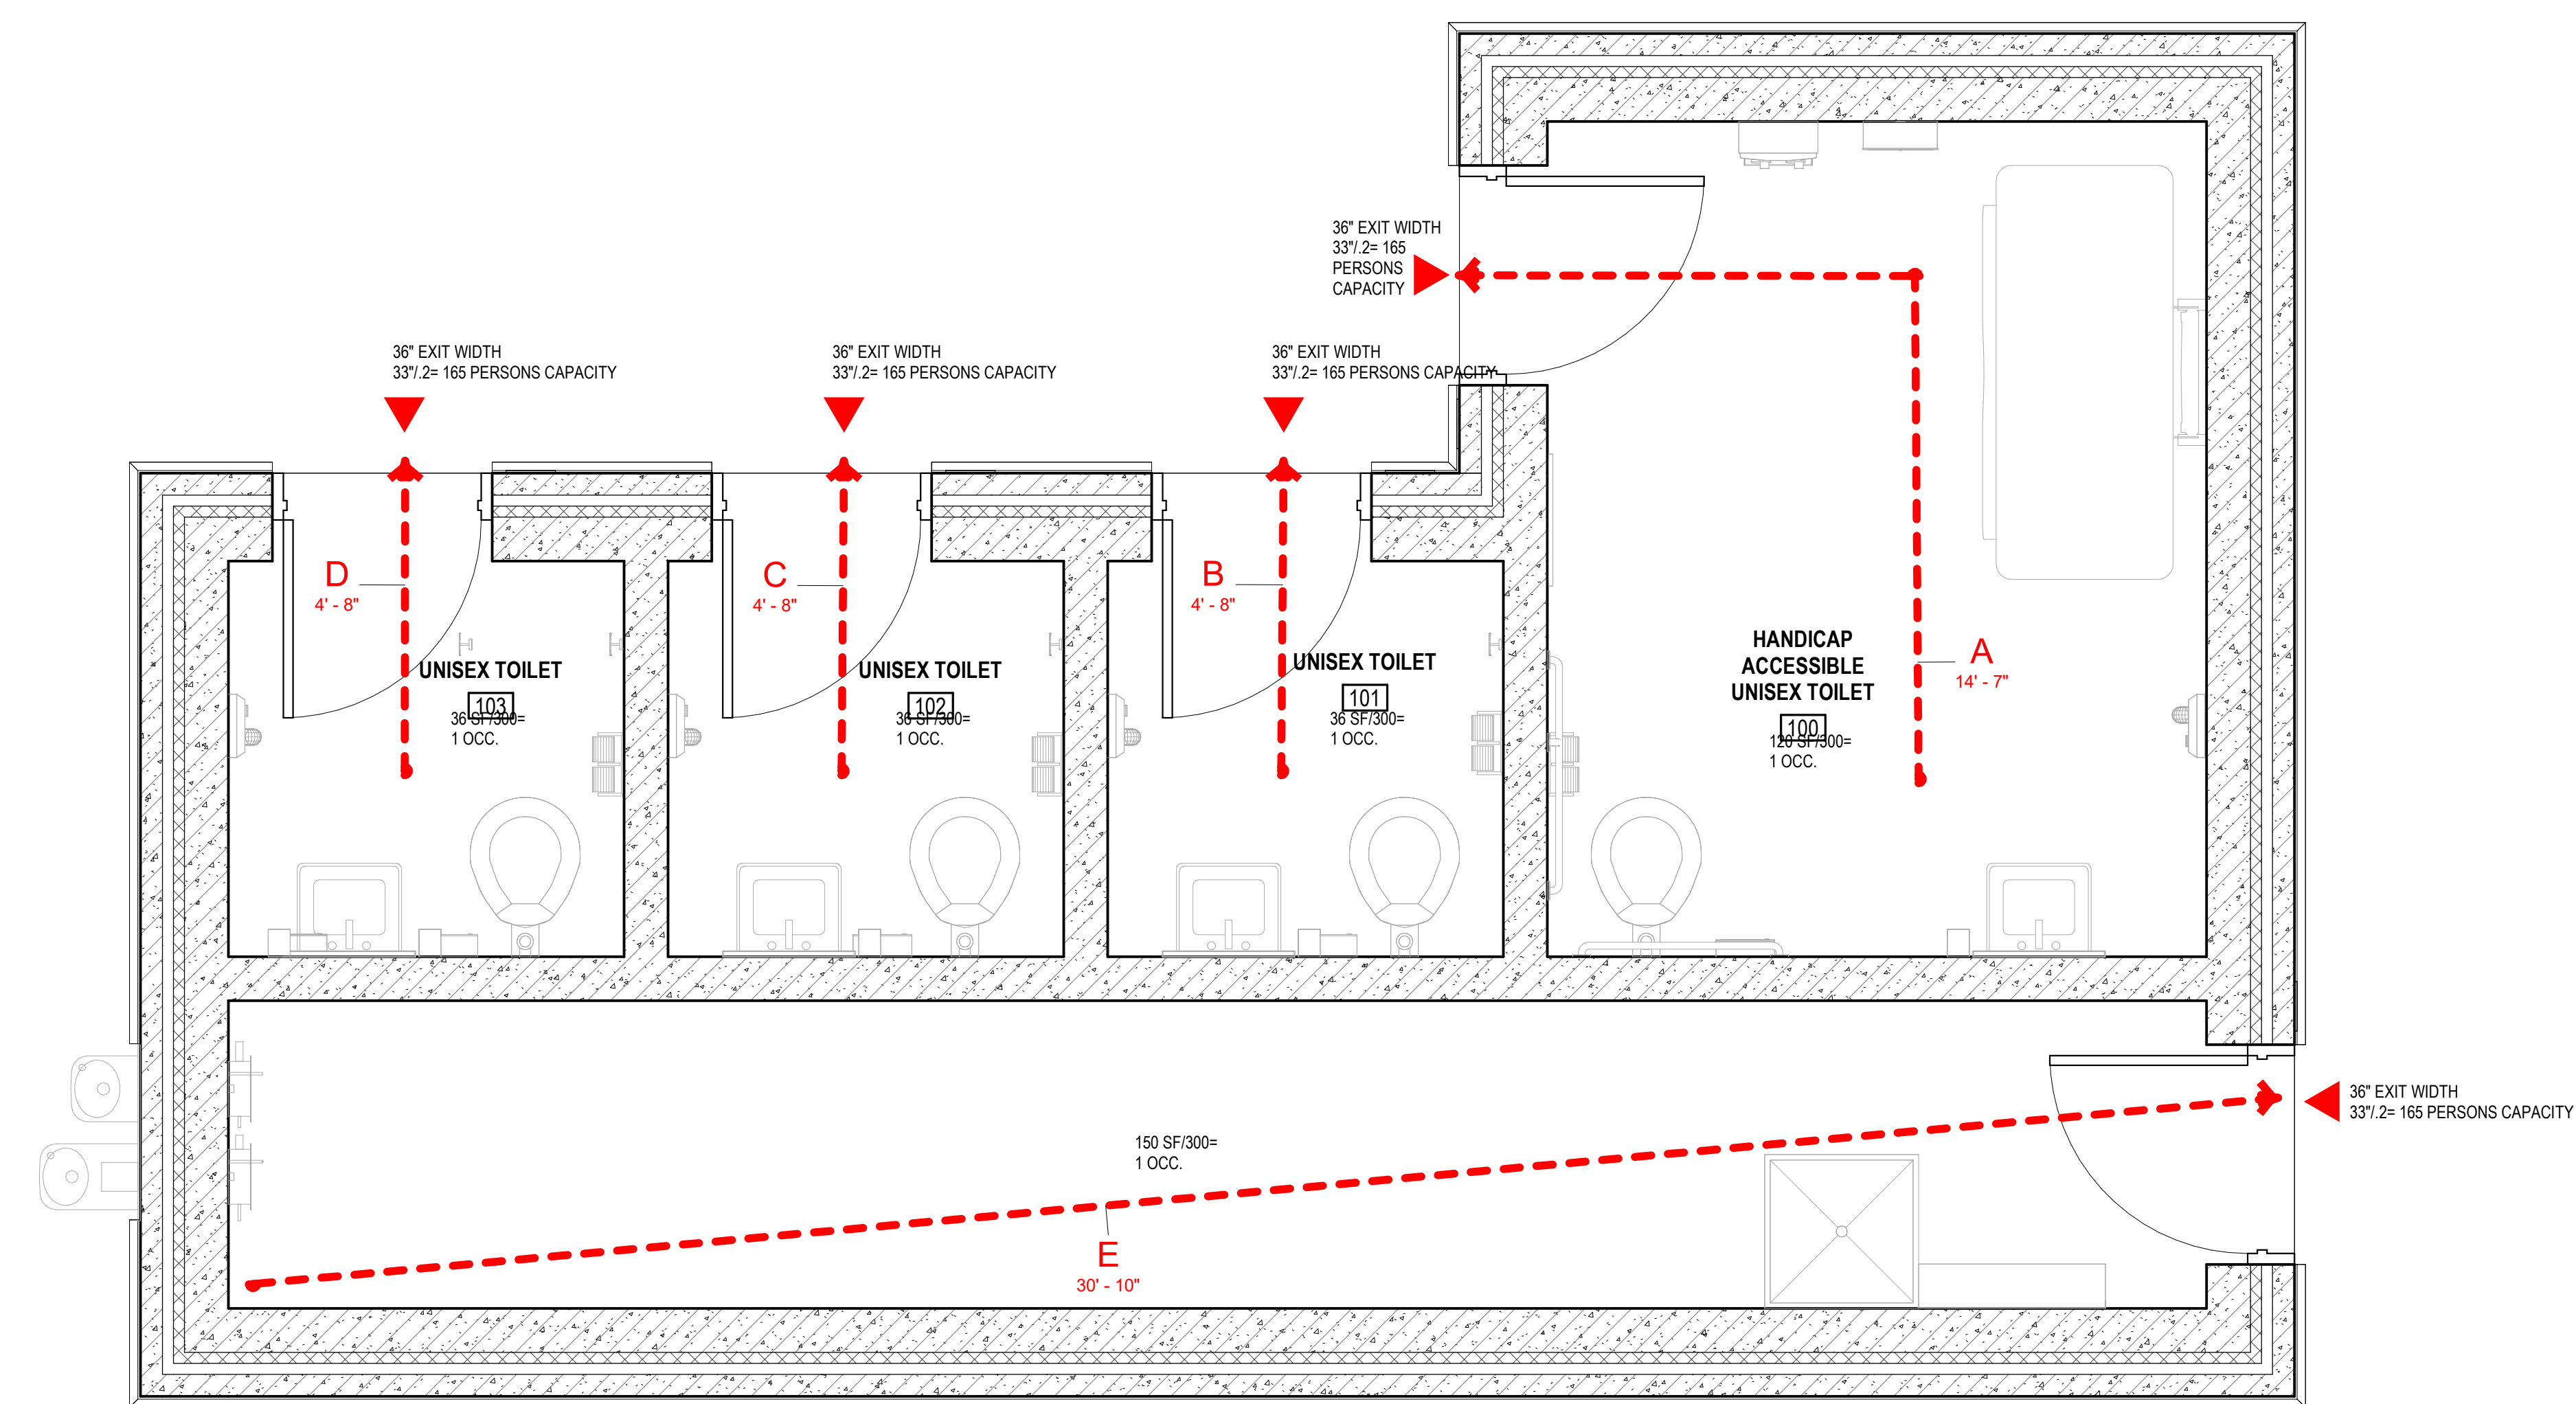 36" EXIT WIDTH
33"/.2= 165
PERSONS
CAPACITY
36" EXIT WIDTH
33"/.2= 165 PERSONS CAPACITY
36" EXIT WIDTH
33"/.2= 165 PERSONS CAPACITY
36" EXIT WIDTH
33"/.2= 165 PERSONS CAPACITY
D
4' - 8"
C
4' - 8"
B
4' - 8"
A
14' - 7"
UNISEX TOILET
103
36 SF/300=
1 OCC.
UNISEX TOILET
102
36 SF/300=
1 OCC.
UNISEX TOILET
101
36 SF/300=
1 OCC.
HANDICAP
ACCESSIBLE
UNISEX TOILET
100
120 SF/300=
1 OCC.
36" EXIT WIDTH
33"/.2= 165 PERSONS CAPACITY
150 SF/300=
1 OCC.
E
30' - 10"